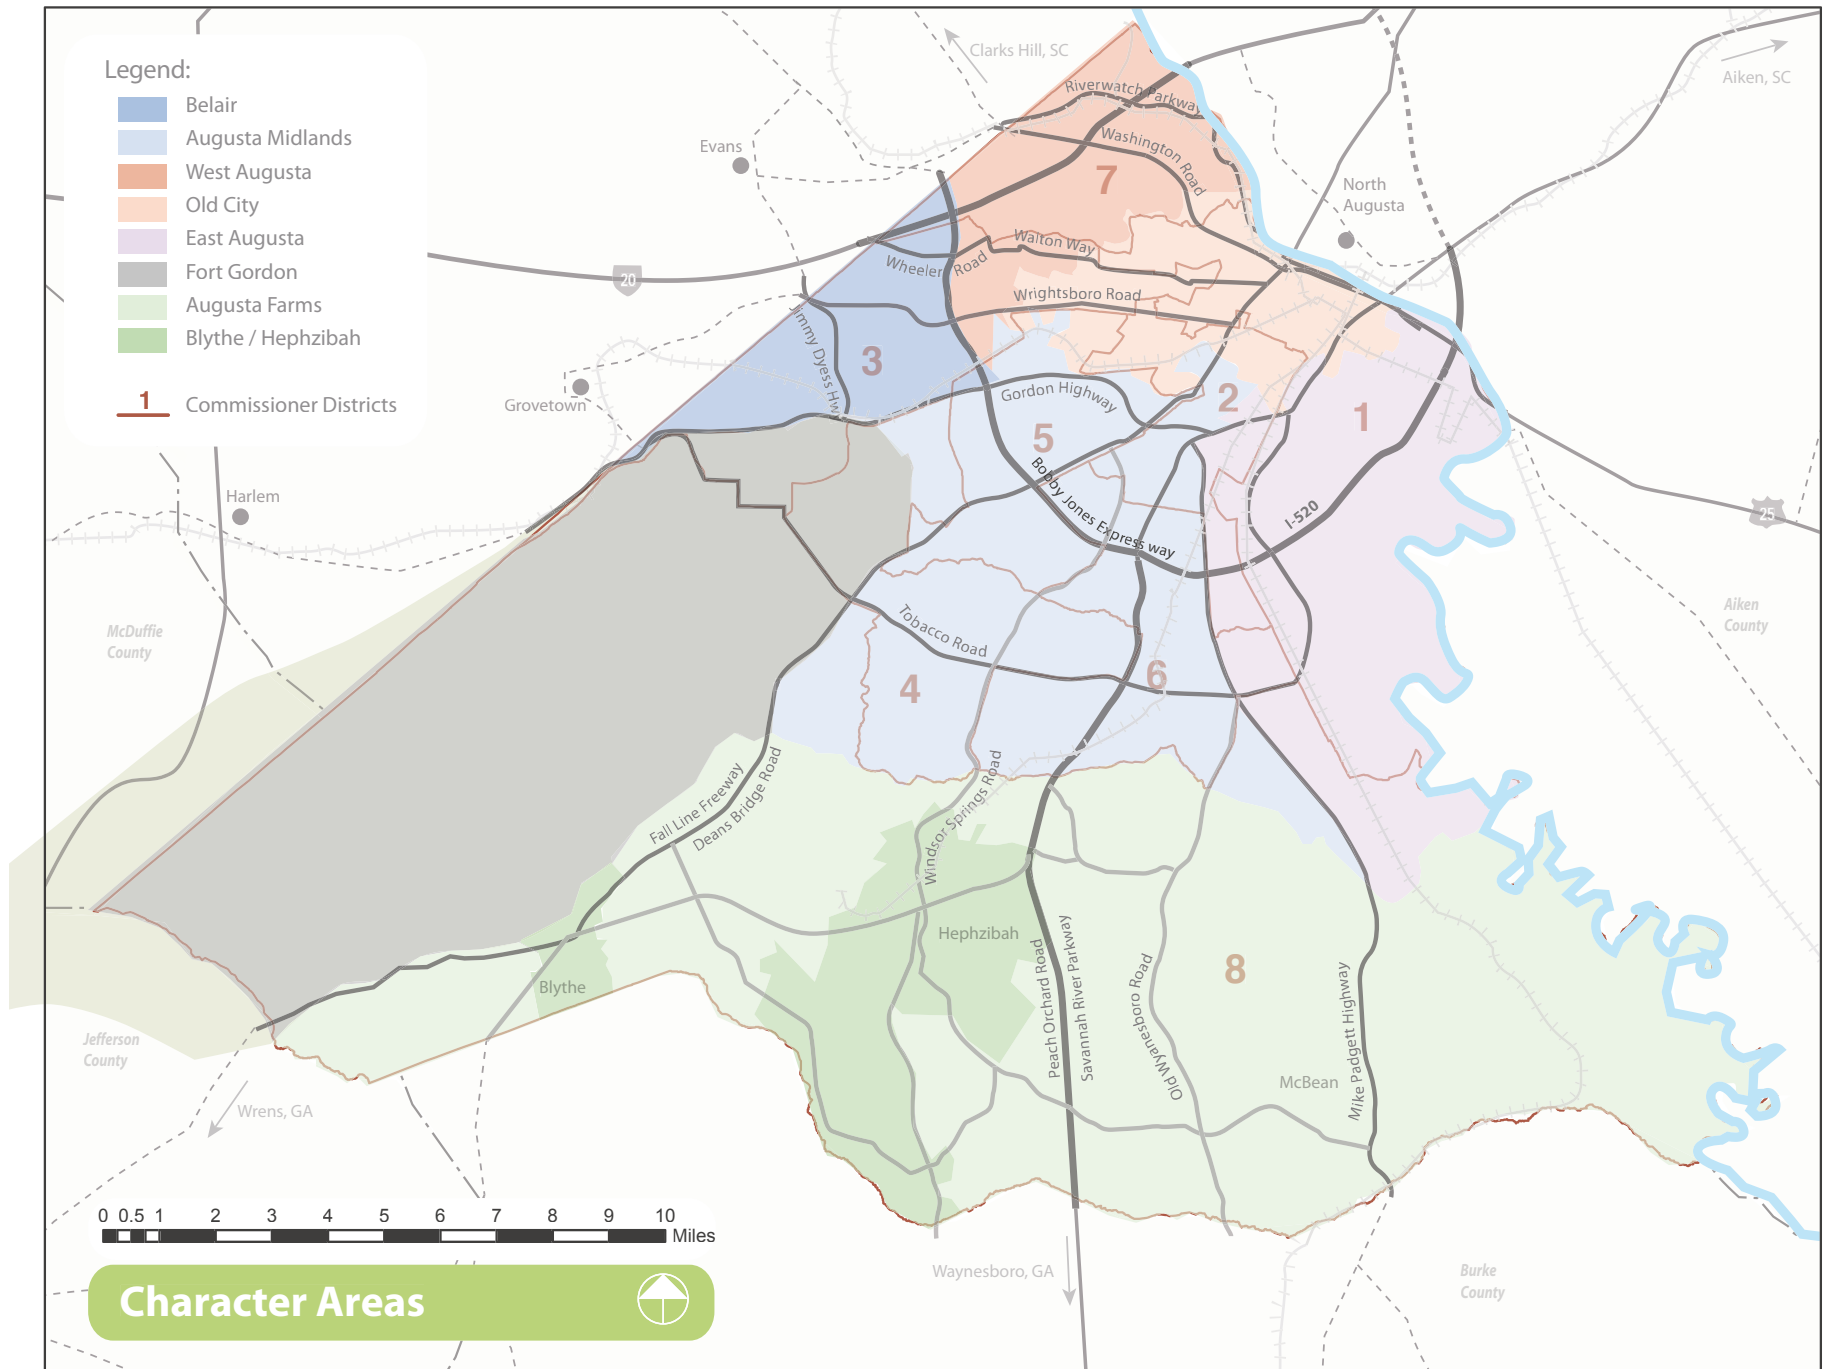 Legend:
Belair
Augusta Midlands
West Augusta
Old City
East Augusta
Fort Gordon
Augusta Farms
Blythe / Hephzibah
1
Commissioner Districts
Clarks Hill, SC
Aiken, SC
Riverwatch Parkway
Washington Road
Evans
7
North
Augusta
Walton Way
Wheeler Road
20
Wrightsboro Road
Jimmy Dyess Hwy
3
Grovetown
Gordon Highway
2
1
5
Bobby Jones Express way
Harlem
I-520
25
McDuffie
County
Aiken
County
Tobacco Road
4
6
Fall Line Freeway
Deans Bridge Road
Windsor Springs Road
Hephzibah
Blythe
Peach Orchard Road
Savannah River Parkway
Old Wyanesboro Road
8
Mike Padgett Highway
McBean
Jefferson
County
Wrens, GA
0 0.5 1 2 3 4 5 6 7 8 9 10
Miles
Waynesboro, GA
Burke
County
Character Areas